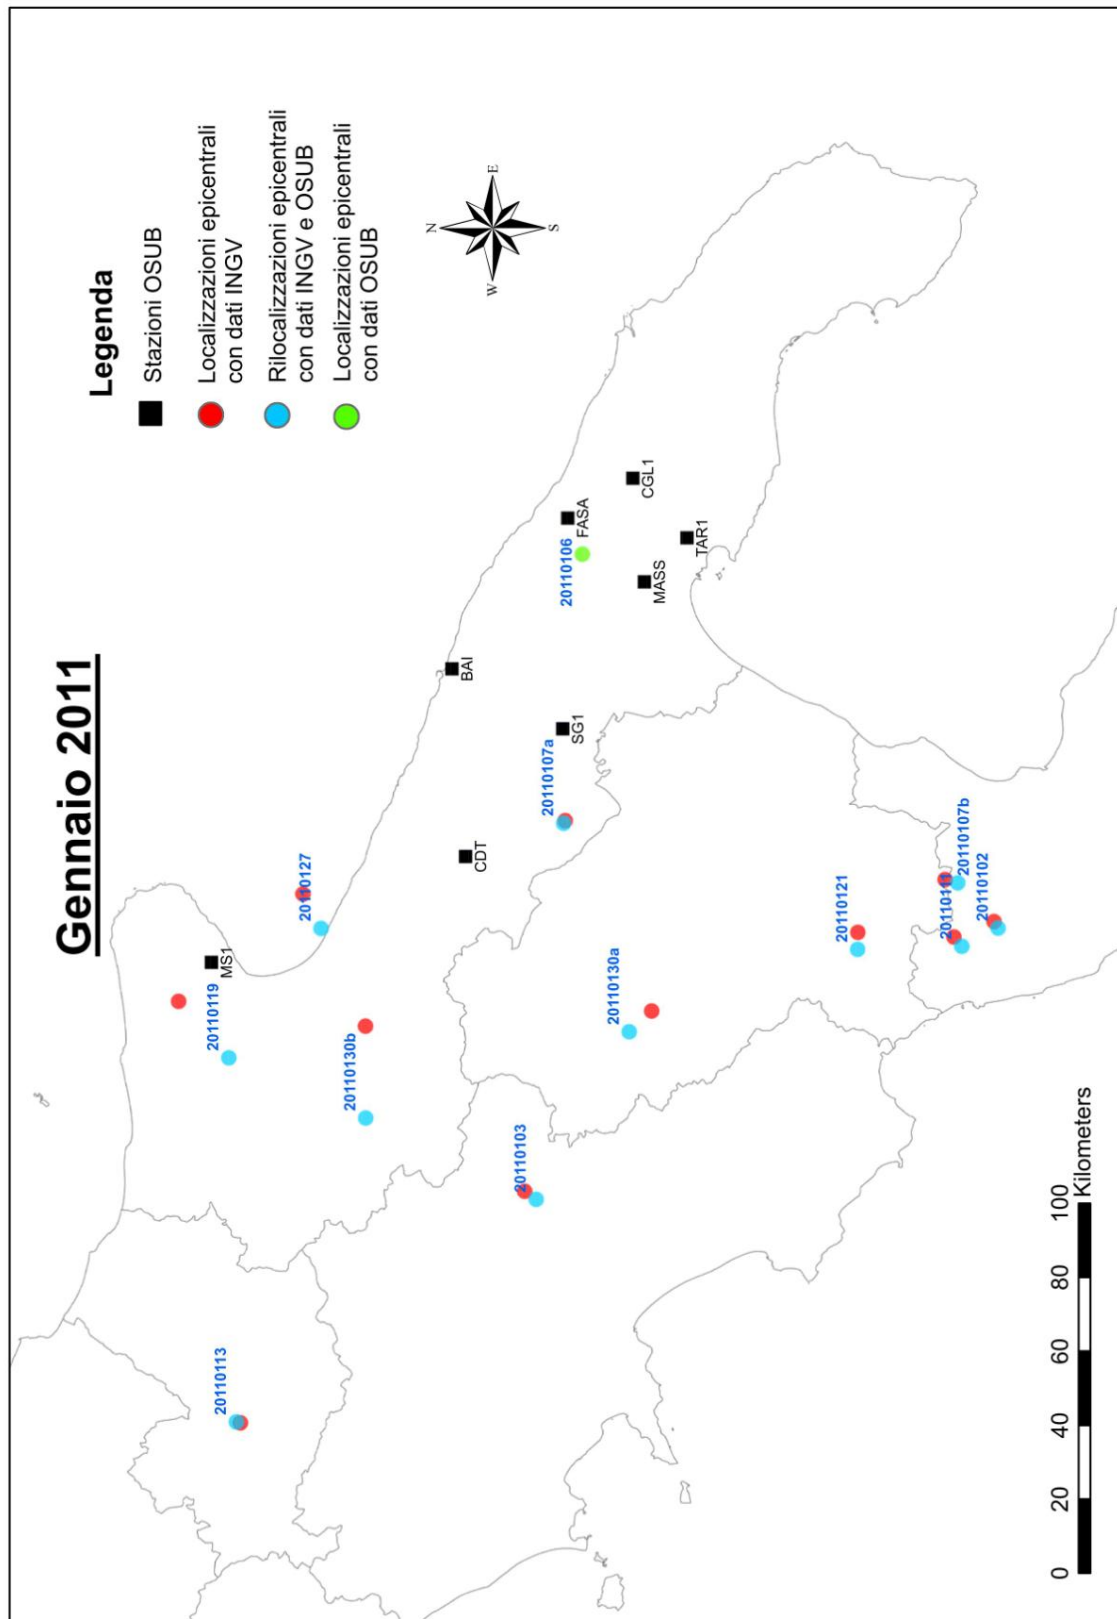 Gennaio 2011
Legenda
Stazioni OSUB
Localizzazioni epicentrali
con dati INGV
Rilocalizzazioni epicentrali
con dati INGV e OSUB
Localizzazioni epicentrali
con dati OSUB
N
W
E
S
20110113
20110119
MS1
20110127
20110130b
CDT
BAI
20110103
20110107a
SG1
20110106
FASA
CGL1
MASS
TAR1
20110130a
20110121
20110111
20110107b
20110102
0
20
40
60
80
100
Kilometers